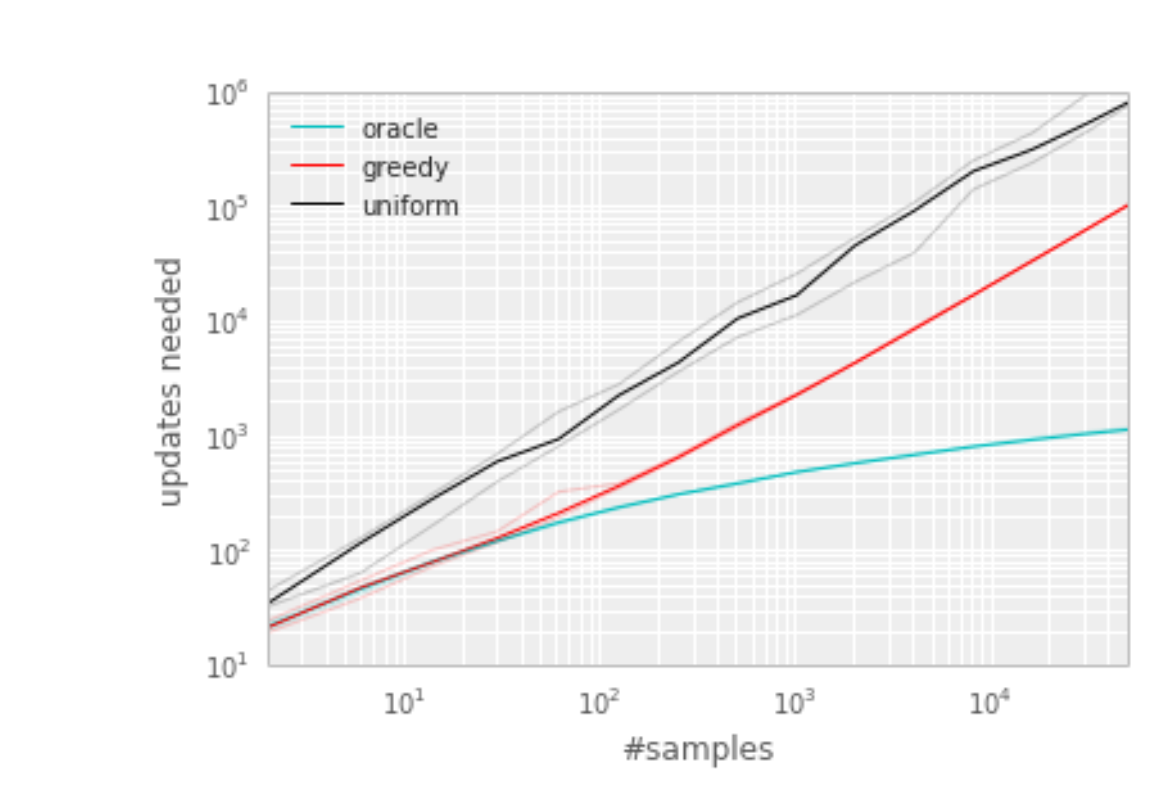 10⁶
oracle
greedy
uniform
10⁵
updates needed
10⁴
10³
10²
10¹
10¹ 10² 10³ 10⁴
#samples